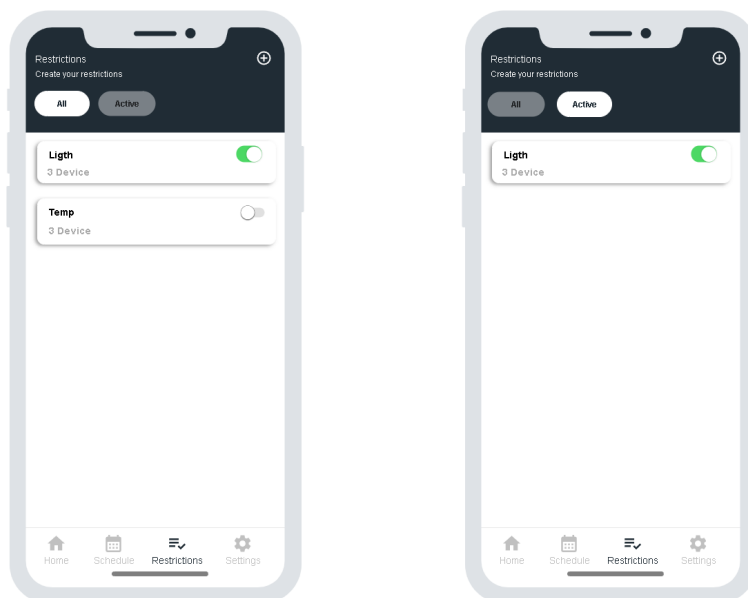 Restrictions
Create your restrictions
All Active
Ligth
3 Device
Temp
3 Device
Home Schedule Restrictions Settings
Restrictions
Create your restrictions
All Active
Ligth
3 Device
Home Schedule Restrictions Settings